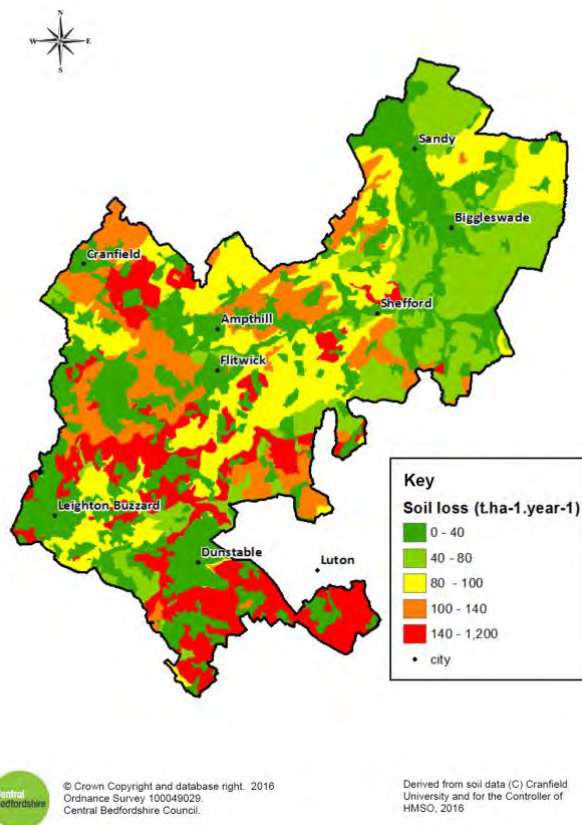 N
W E
S
Sandy
Biggleswade
Cranfield
Shefford
Ampthill
Flitwick
Leighton Buzzard
Dunstable
Luton
Key
Soil loss (t.ha-1.year-1)
0 - 40
40 - 80
80 - 100
100 - 140
140 - 1,200
city
© Crown Copyright and database right. 2016
Ordnance Survey 100049029.
Central Bedfordshire Council.
Derived from soil data (C) Cranfield
University and for the Controller of
HMSO, 2016